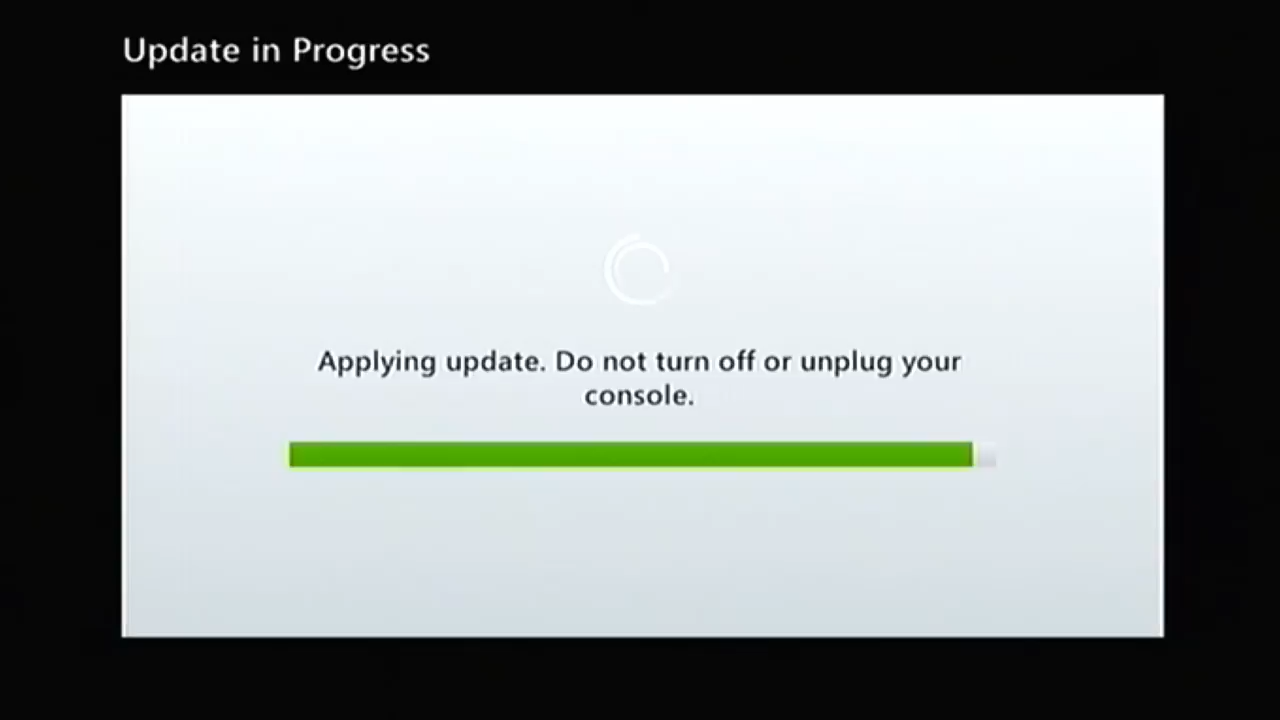 Update in Progress
Applying update. Do not turn off or unplug your
console.